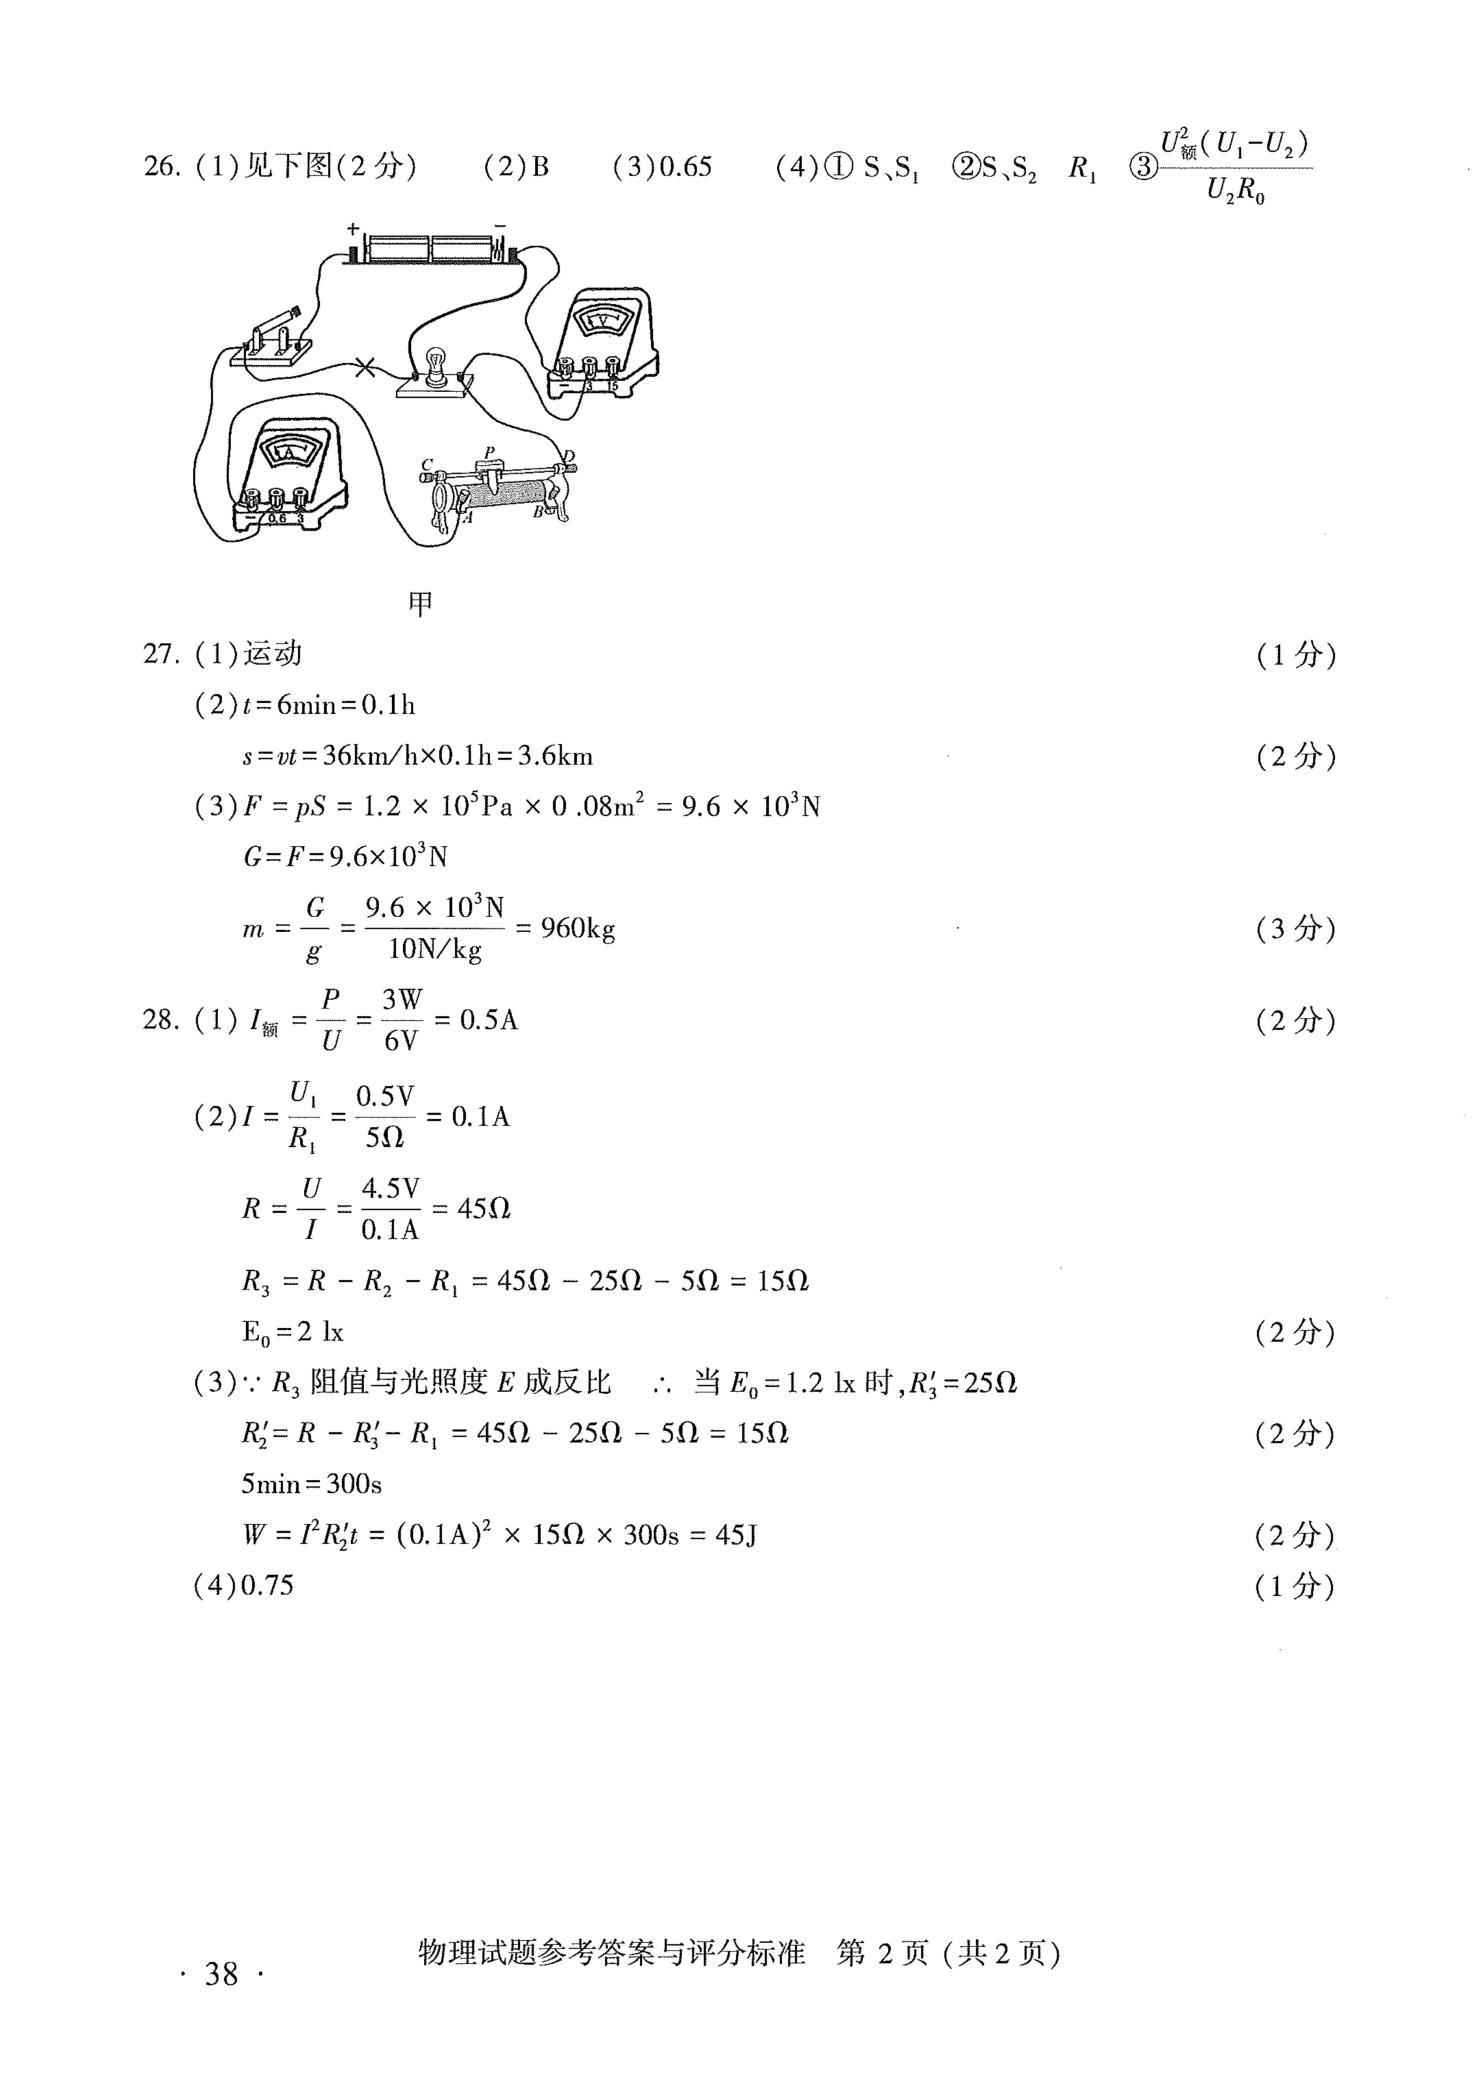 26. (1)见下图(2分) (2)B (3)0.65 (4)① S、S₁ ②S、S₂ R₁ ③U²额(U₁-U₂)/U₂R₀
+ -
V
- 3 15
A
- 0.6 3
C P D
A B
甲
27. (1)运动 (1分)
(2)t=6min=0.1h
s=vt=36km/h×0.1h=3.6km (2分)
(3)F = pS = 1.2 × 10⁵Pa × 0.08m² = 9.6 × 10³N
G=F=9.6×10³N
m = G/g = 9.6 × 10³N/10N/kg = 960kg (3分)
28. (1) I额 = P/U = 3W/6V = 0.5A (2分)
(2)I = U₁/R₁ = 0.5V/5Ω = 0.1A
R = U/I = 4.5V/0.1A = 45Ω
R₃ = R - R₂ - R₁ = 45Ω - 25Ω - 5Ω = 15Ω
E₀=2 lx (2分)
(3)∵ R₃ 阻值与光照度 E 成反比 ∴ 当 E₀=1.2 lx 时,R₃′=25Ω
R₂′= R - R₃′- R₁ = 45Ω - 25Ω - 5Ω = 15Ω (2分)
5min=300s
W = I²R₂′t = (0.1A)² × 15Ω × 300s = 45J (2分)
(4)0.75 (1分)
物理试题参考答案与评分标准 第 2 页 (共 2 页)
· 38 ·